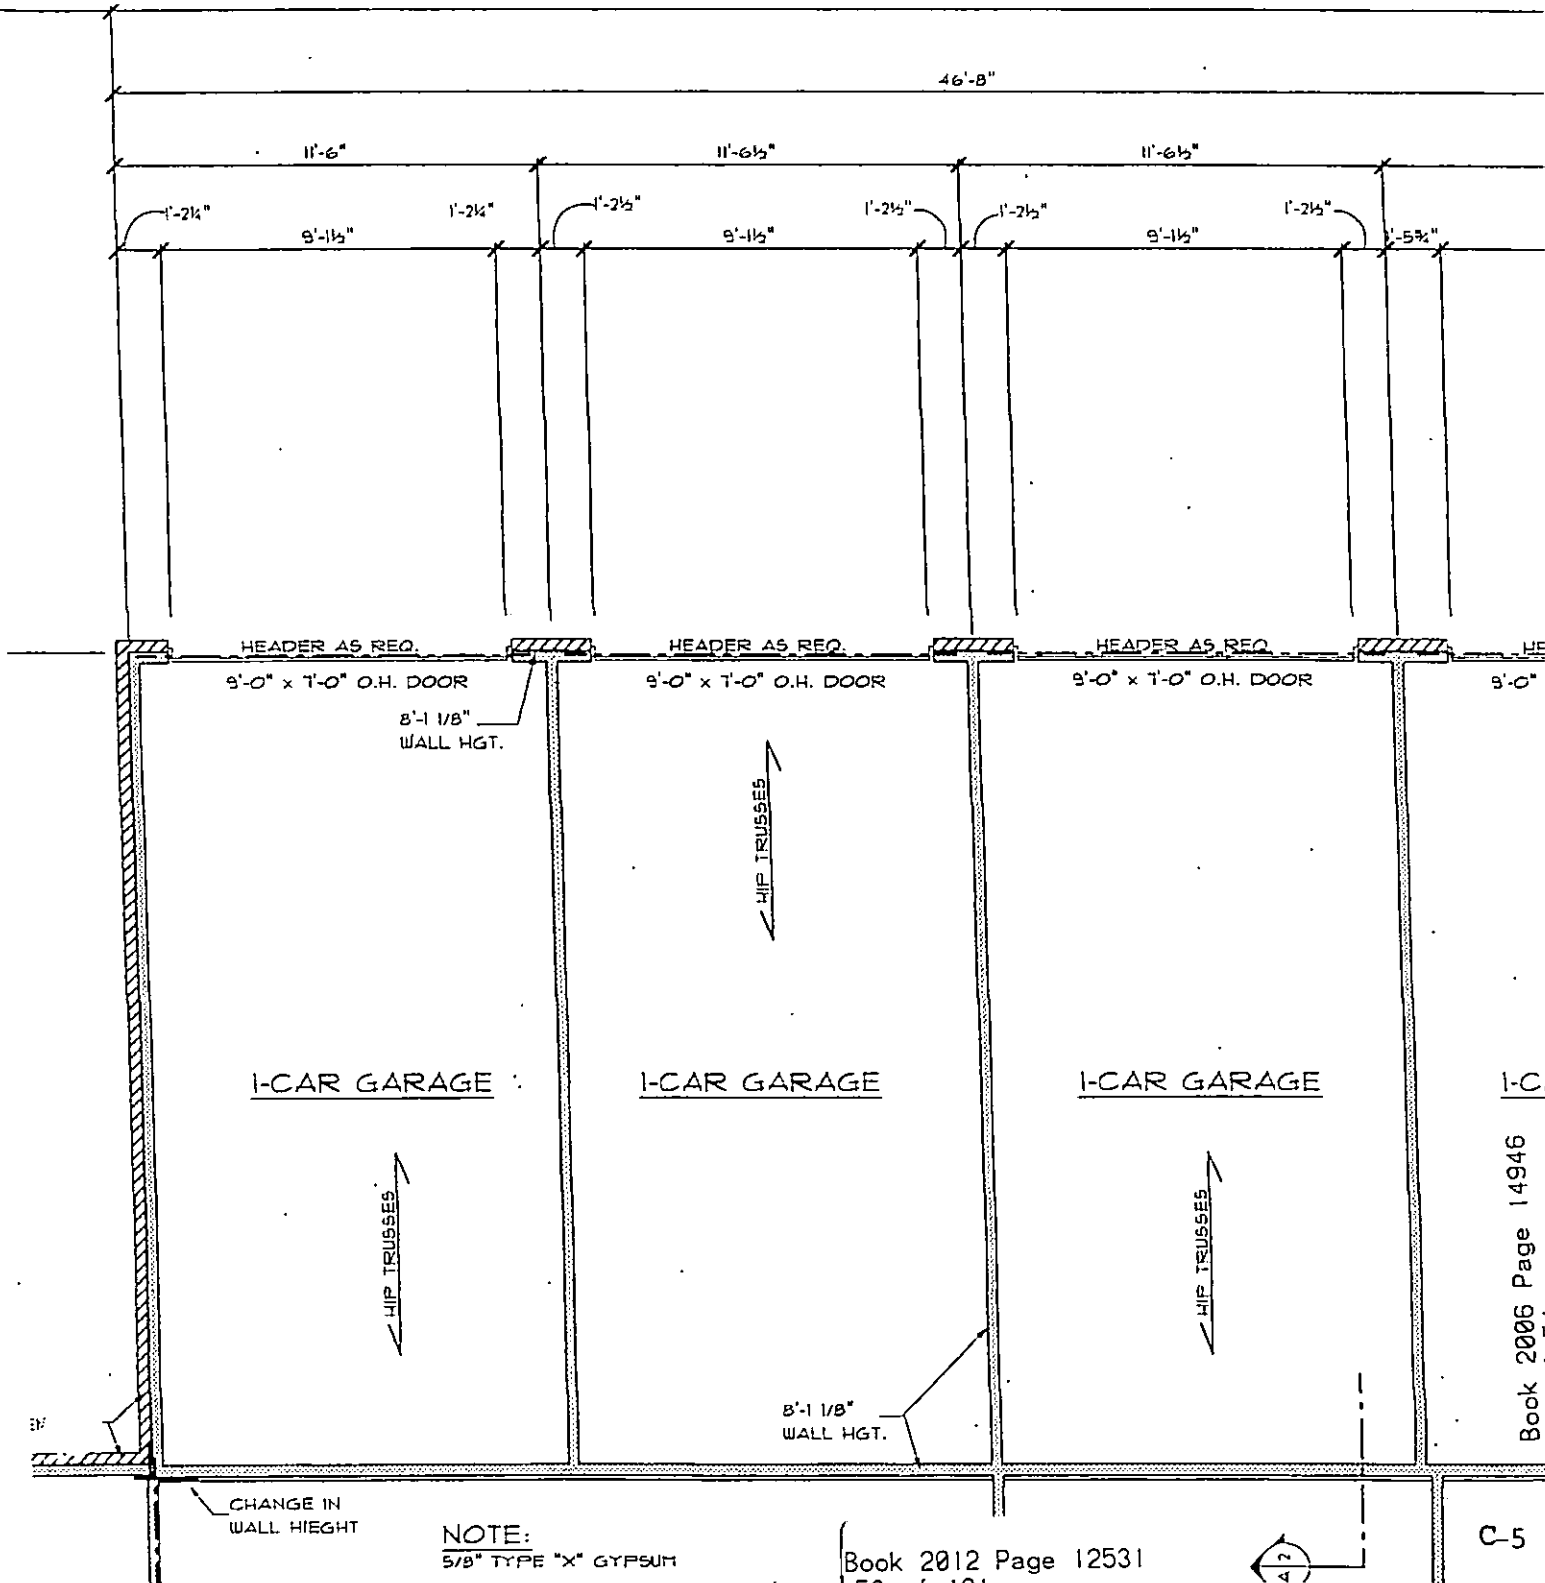 46'-8"
11'-6" 11'-6½" 11'-6½"
1'-2¼" 1'-2¼" 1'-2½" 1'-2½" 1'-2½" 1'-2½"
9'-1½" 9'-1½" 9'-1½" 1'-5¾"
HEADER AS REQ. HEADER AS REQ. HEADER AS REQ.
9'-0" x 7'-0" O.H. DOOR 9'-0" x 7'-0" O.H. DOOR 9'-0" x 7'-0" O.H. DOOR 9'-0"
8'-1 1/8"
WALL HGT.
HIP TRUSSES
1-CAR GARAGE 1-CAR GARAGE 1-CAR GARAGE
HIP TRUSSES
HIP TRUSSES
Book 2006 Page 14946
8'-1 1/8"
WALL HGT.
CHANGE IN
WALL HIEGHT
NOTE:
5/8" TYPE "X" GYPSUM
Book 2012 Page 12531
A 2
C-5